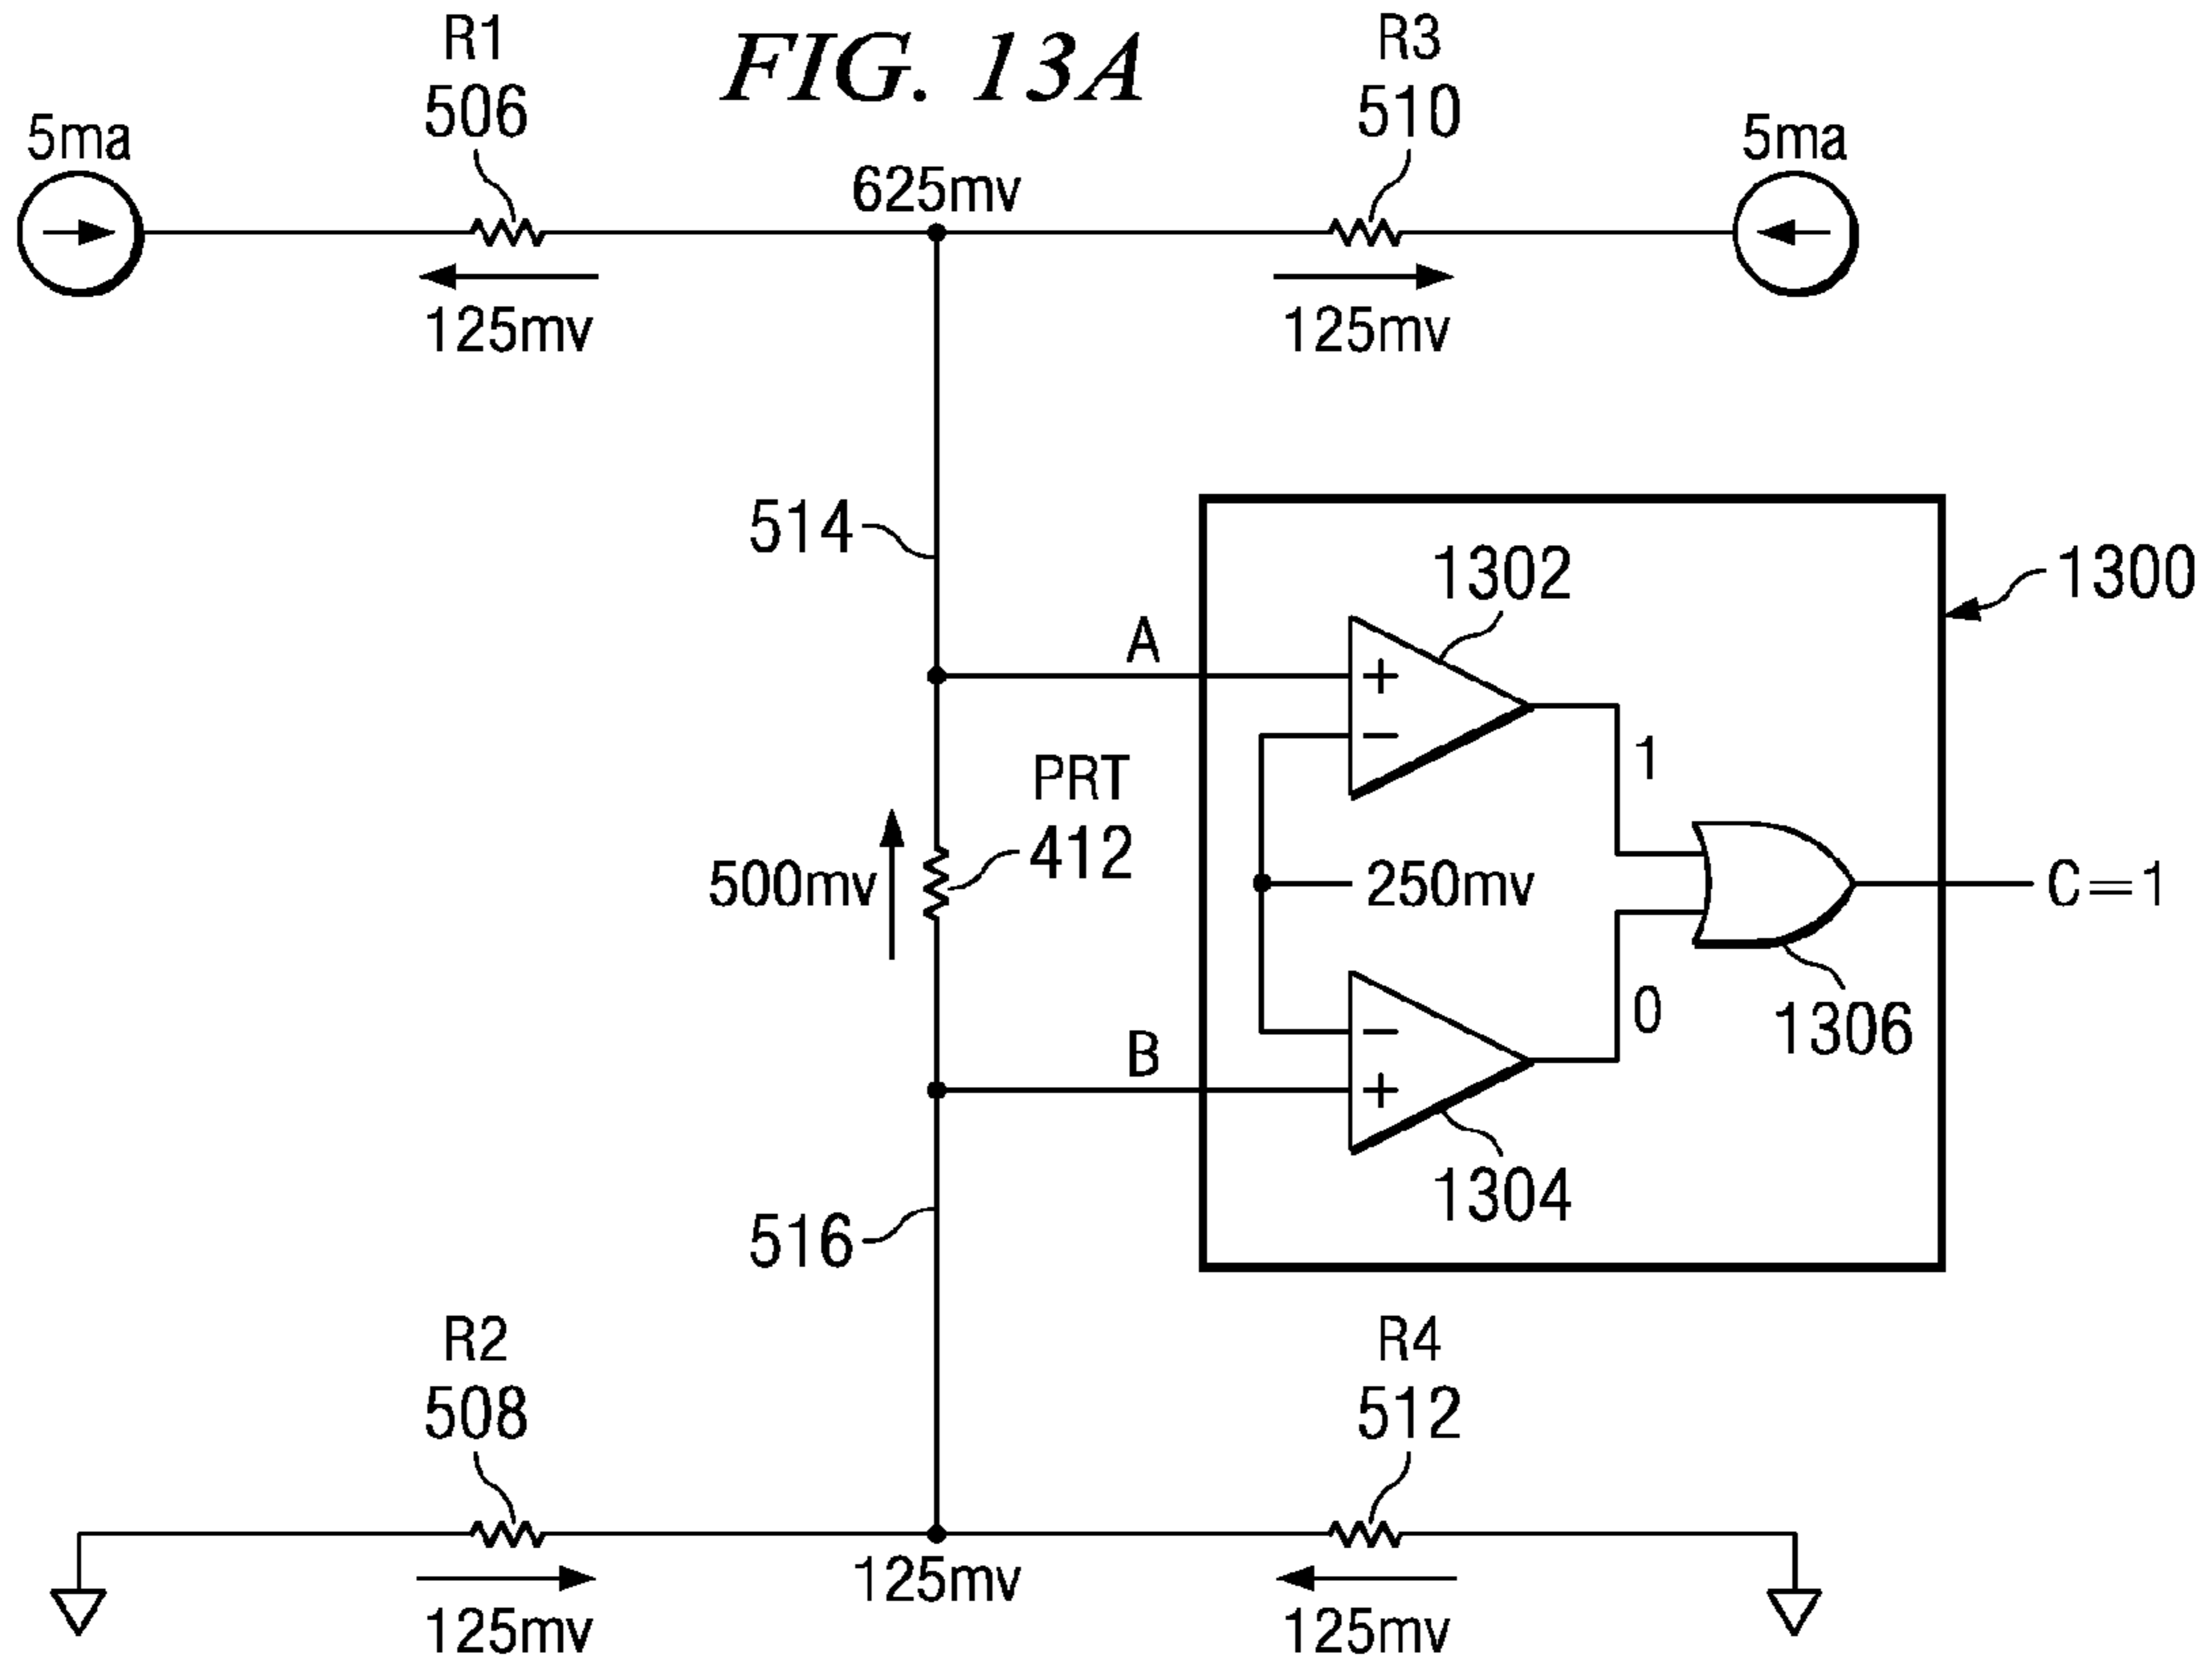 FIG. 13A
R1
506
R3
510
5ma
5ma
625mv
125mv
125mv
514
1302
1300
A
+
−
1
PRT
412
500mv
250mv
C=1
1306
0
−
+
B
1304
516
R2
508
R4
512
125mv
125mv
125mv